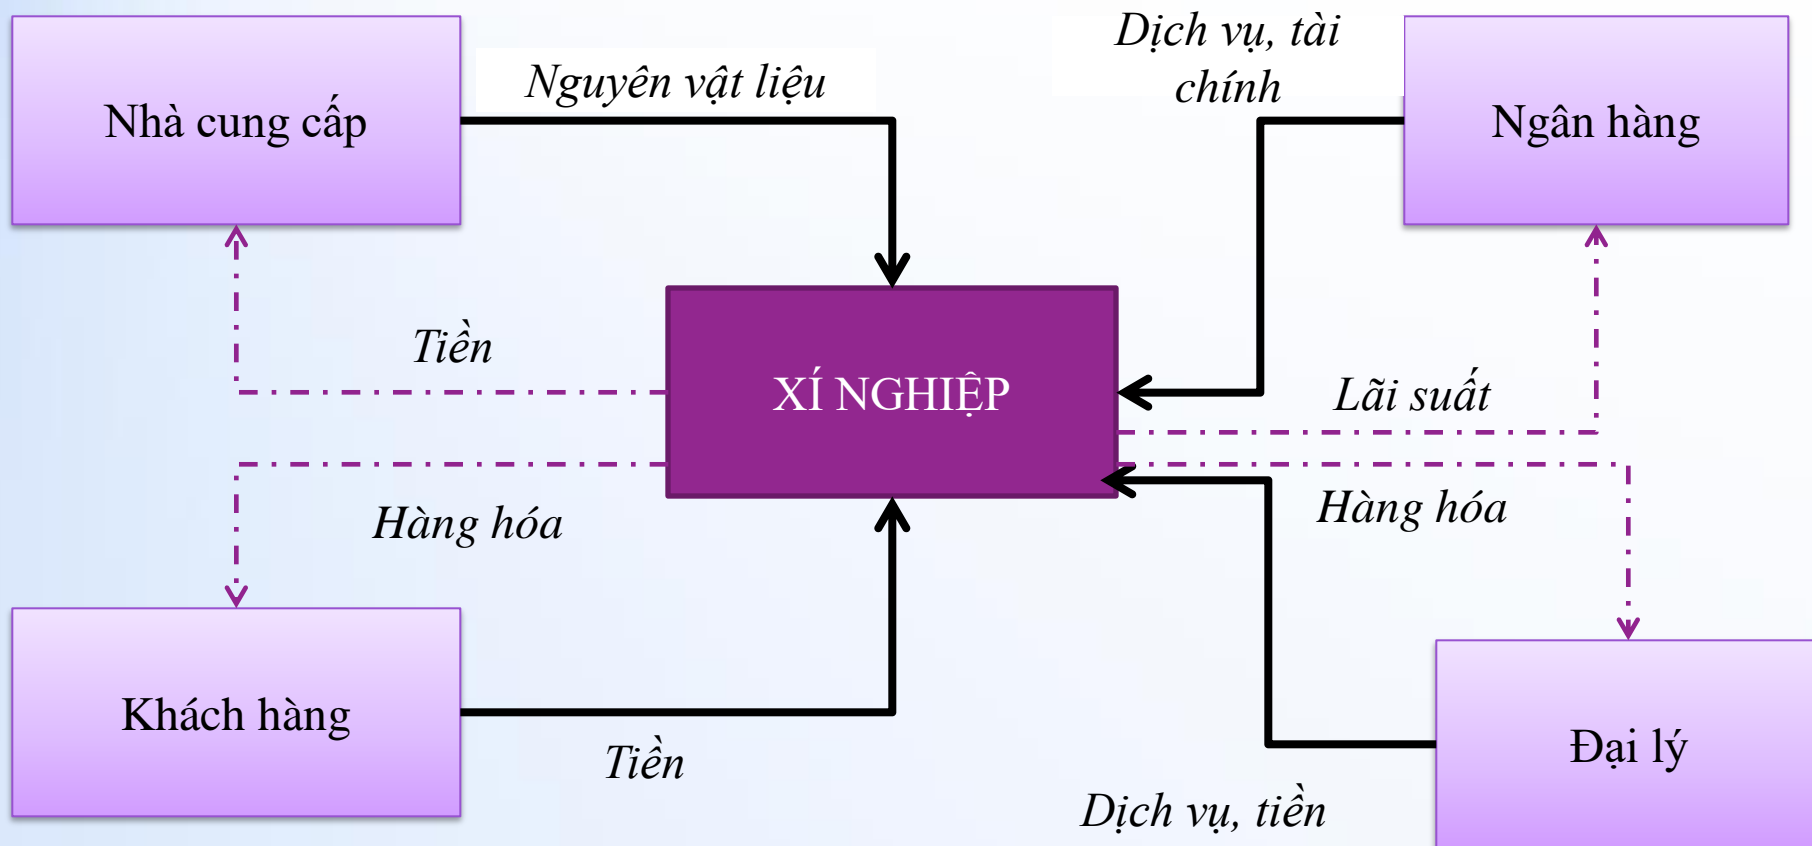 Nhà cung cấp
Nguyên vật liệu
Dịch vụ, tài
chính
Ngân hàng
Tiền
XÍ NGHIỆP
Lãi suất
Hàng hóa
Hàng hóa
Khách hàng
Tiền
Đại lý
Dịch vụ, tiền